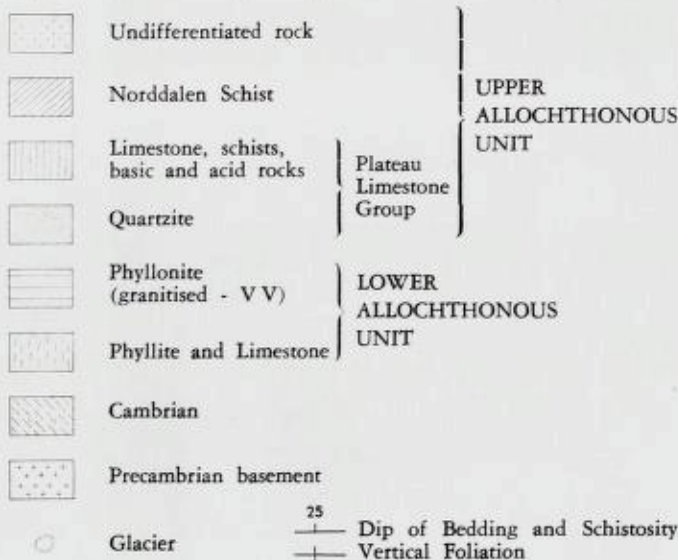 Undifferentiated rock
Norddalen Schist
UPPER
ALLOCHTHONOUS
UNIT
Limestone, schists,
basic and acid rocks
Plateau
Limestone
Group
Quartzite
Phyllonite
(granitised - V V)
LOWER
ALLOCHTHONOUS
UNIT
Phyllite and Limestone
Cambrian
Precambrian basement
Glacier
25
Dip of Bedding and Schistosity
Vertical Foliation